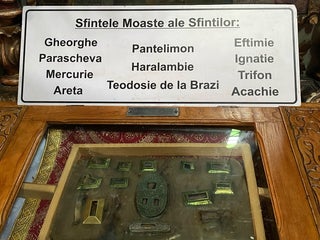 Sfintele Moaste ale Sfintilor:
Gheorghe
Parascheva
Mercurie
Areta
Pantelimon
Haralambie
Teodosie de la Brazi
Eftimie
Ignatie
Trifon
Acachie